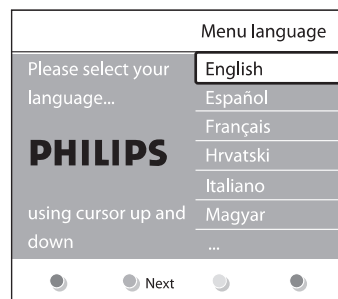 Menu language
Please select your
language...
PHILIPS
using cursor up and
down
English
Español
Français
Hrvatski
Italiano
Magyar
...
Next